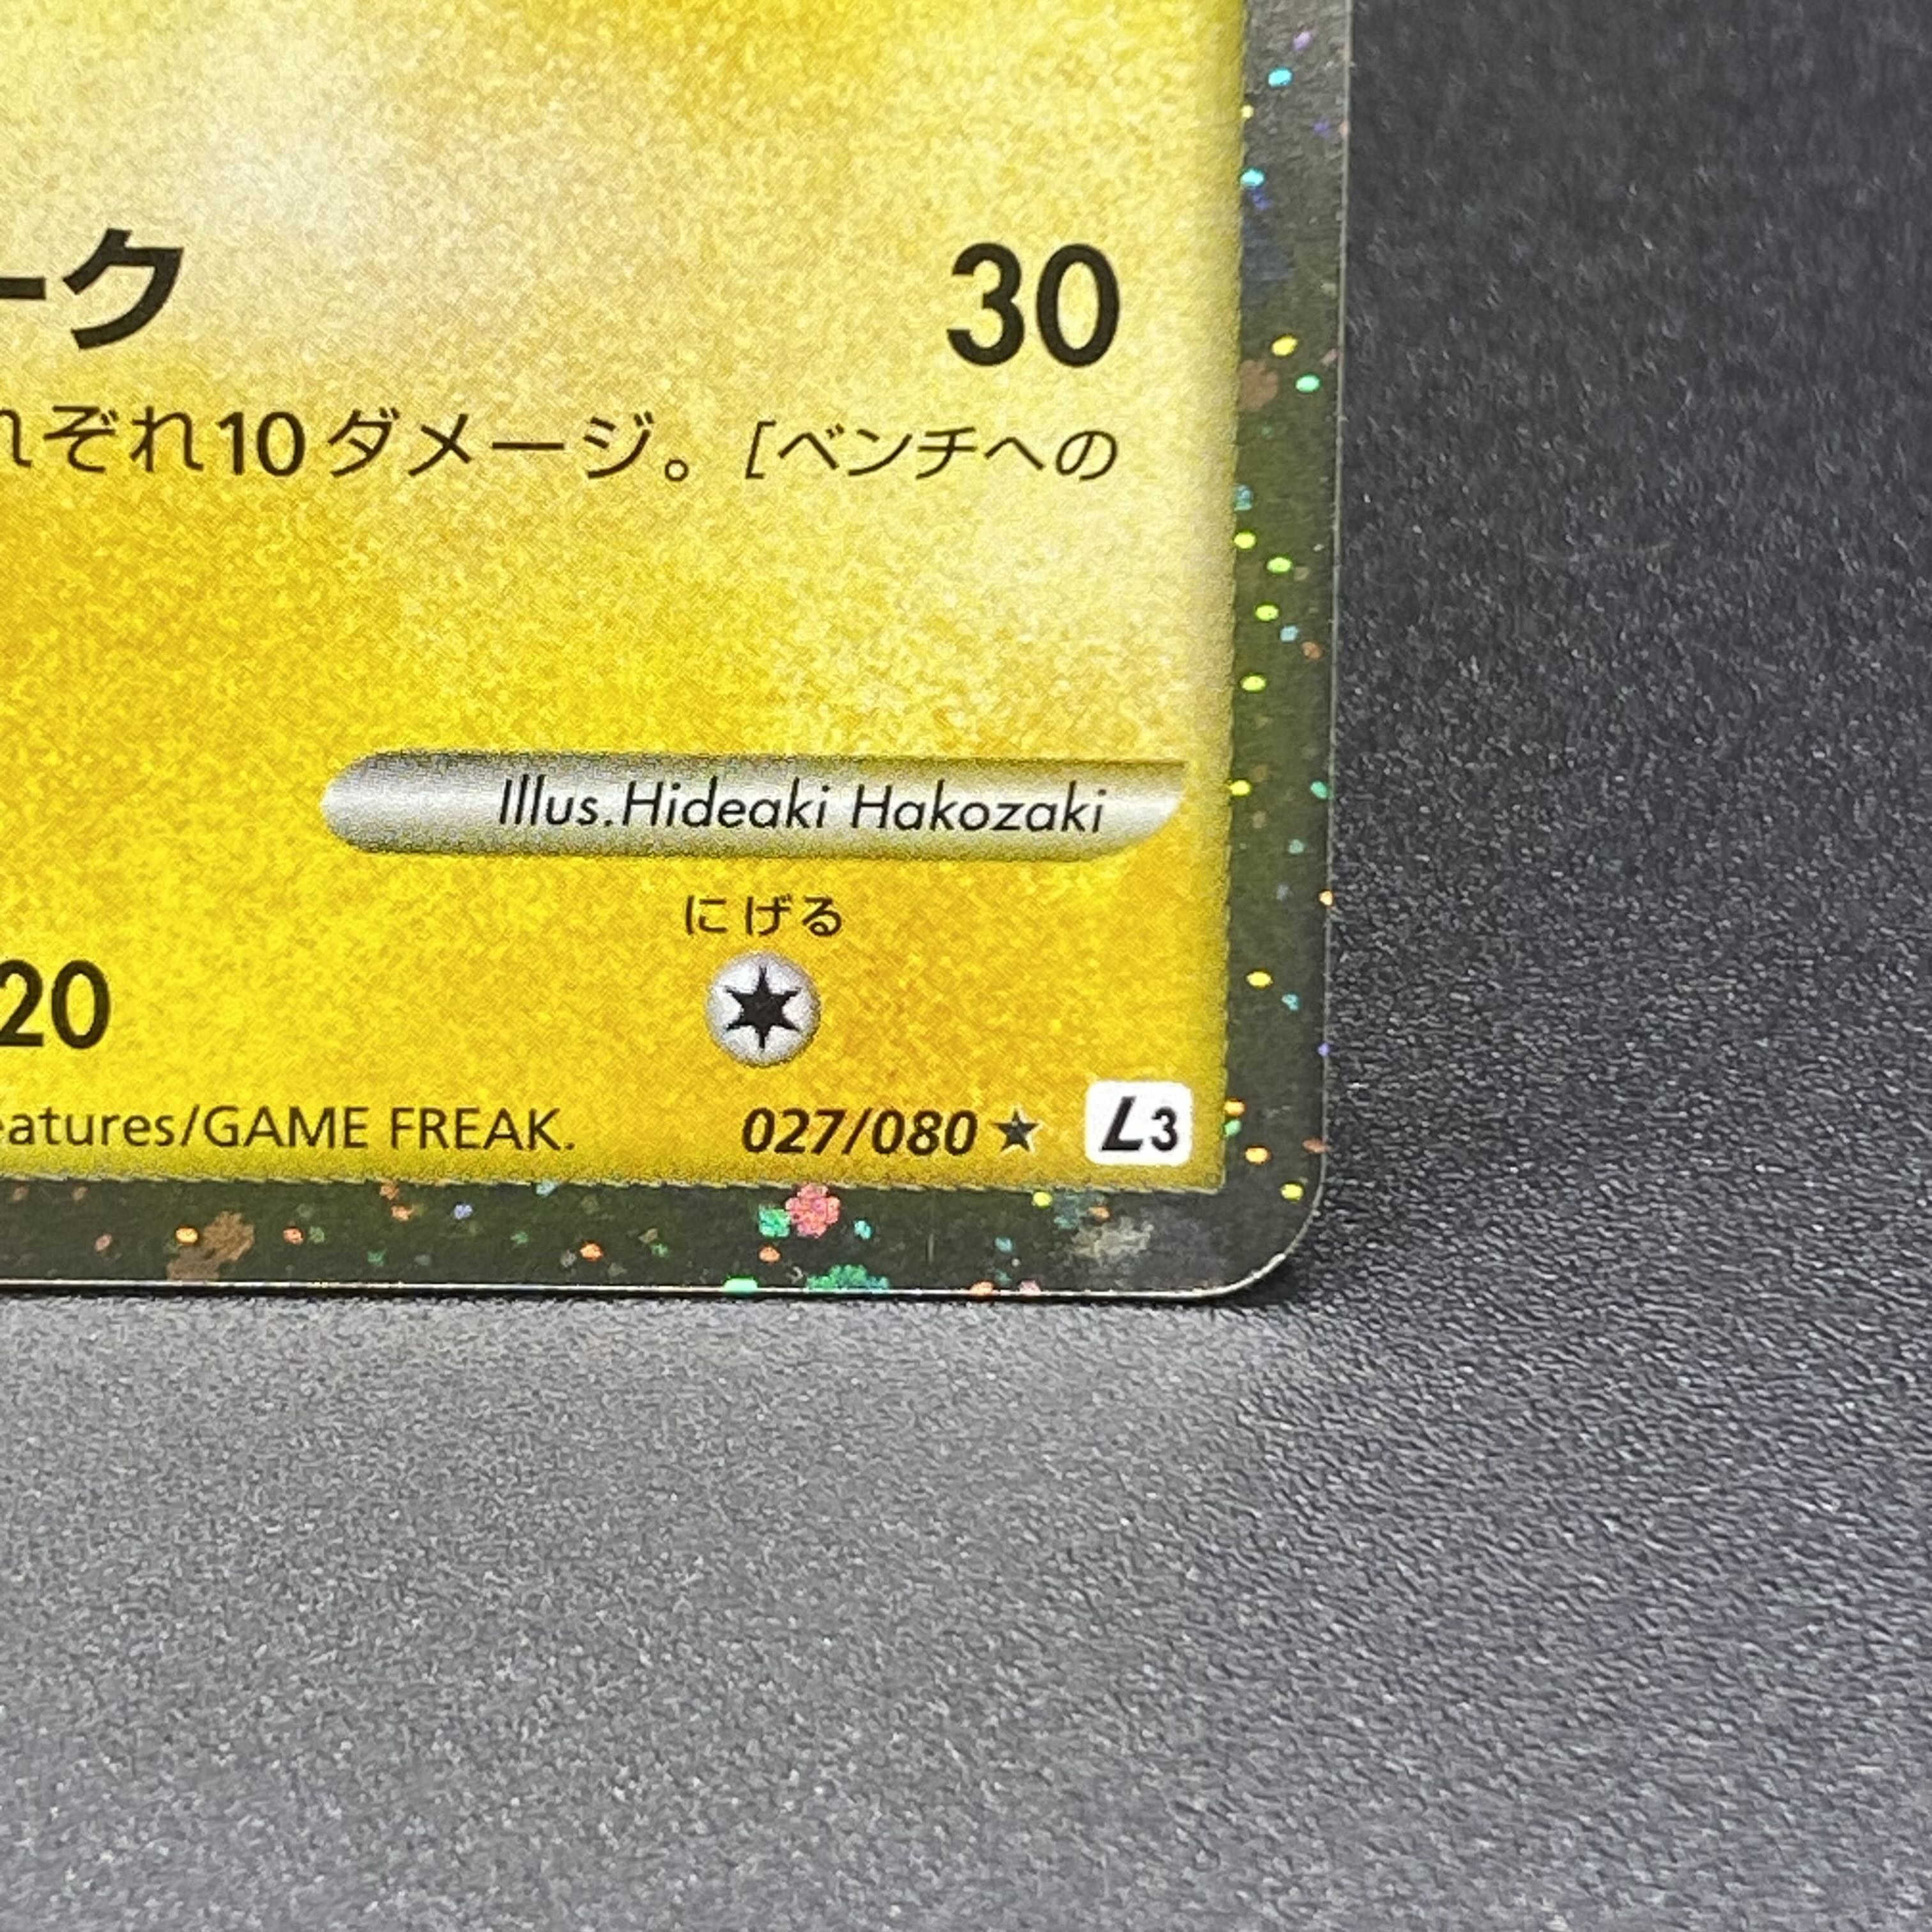 ーク 30
れぞれ10ダメージ。[ベンチへの
Illus.Hideaki Hakozaki
にげる
20
eatures/GAME FREAK. 027/080 ★ L3